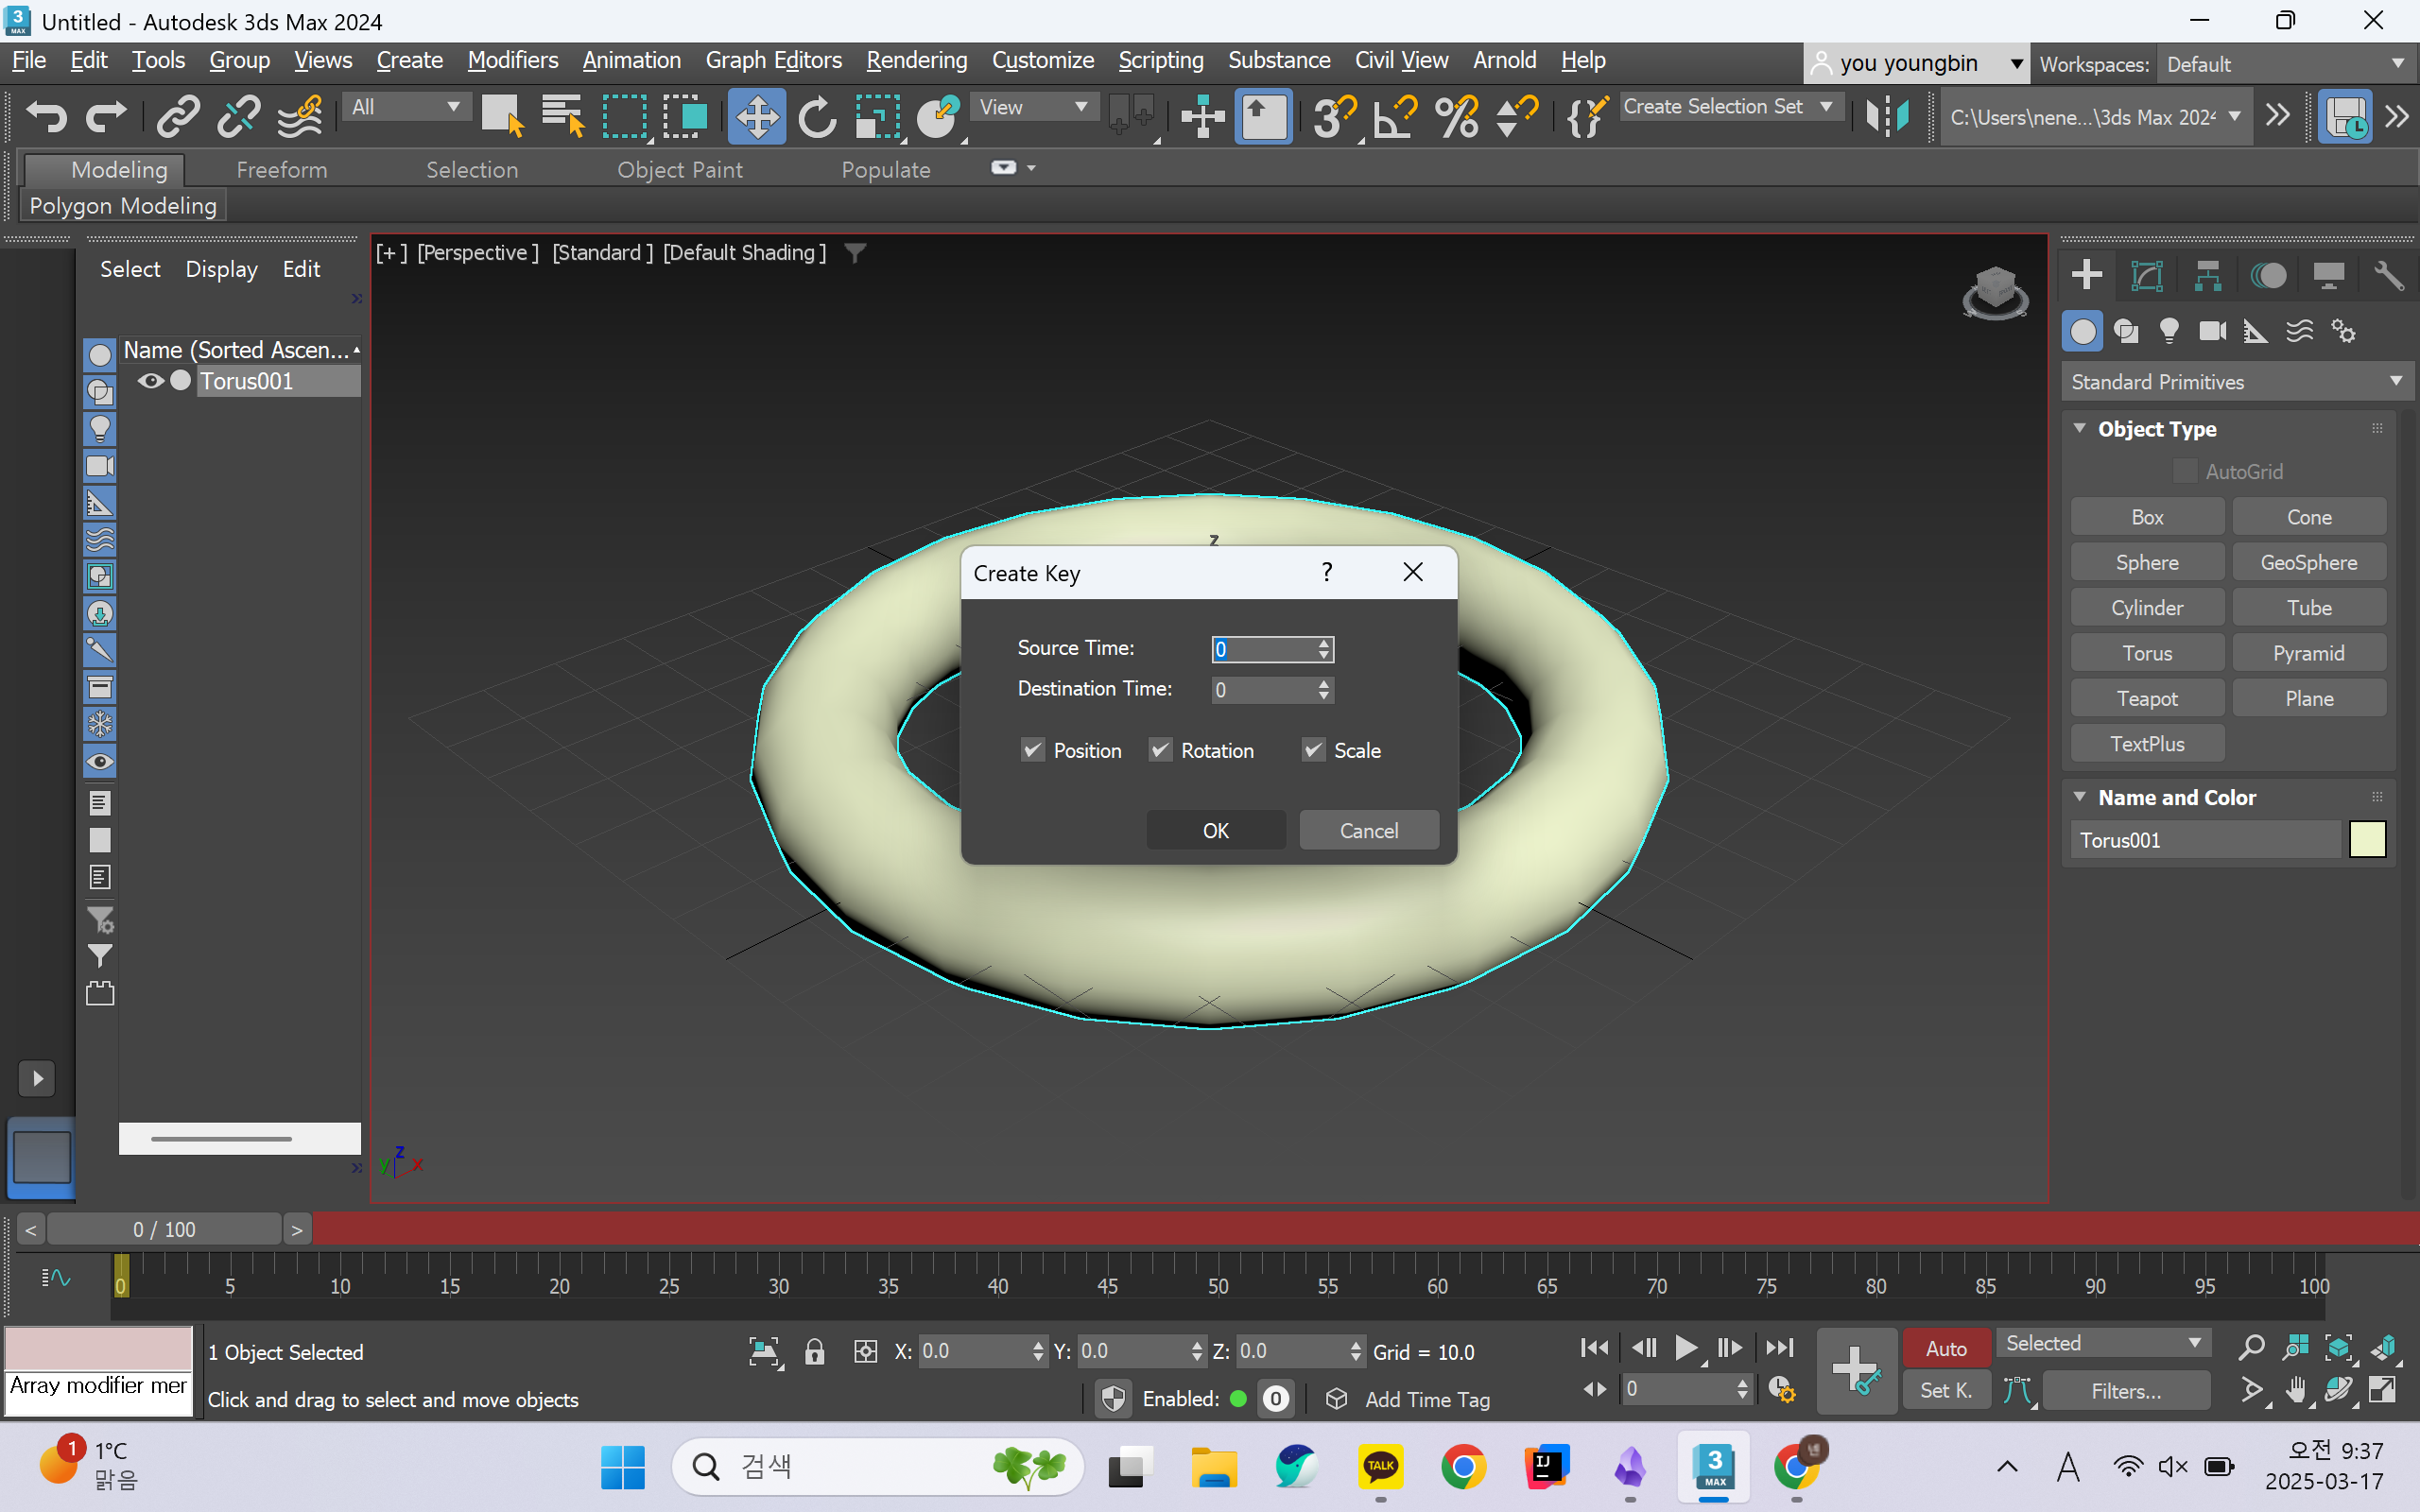 Untitled - Autodesk 3ds Max 2024
File Edit Tools Group Views Create Modifiers Animation Graph Editors Rendering Customize Scripting Substance Civil View Arnold Help
you youngbin
Workspaces: Default
All
View
Create Selection Set
C:\Users\nene...\3ds Max 2024
Modeling Freeform Selection Object Paint Populate
Polygon Modeling
Select Display Edit
Name (Sorted Ascen...
Torus001
[+] [Perspective] [Standard] [Default Shading]
z
Create Key
?
Source Time: 0
Destination Time: 0
Position Rotation Scale
OK Cancel
z
y x
Standard Primitives
Object Type
AutoGrid
Box Cone
Sphere GeoSphere
Cylinder Tube
Torus Pyramid
Teapot Plane
TextPlus
Name and Color
Torus001
< 0 / 100 >
0 5 10 15 20 25 30 35 40 45 50 55 60 65 70 75 80 85 90 95 100
1 Object Selected
X: 0.0 Y: 0.0 Z: 0.0 Grid = 10.0
Auto Selected
Array modifier mer
Click and drag to select and move objects
Enabled: 0
Add Time Tag
0
Set K. Filters...
1
1°C
맑음
검색
TALK
IJ
3
MAX
A
오전 9:37
2025-03-17